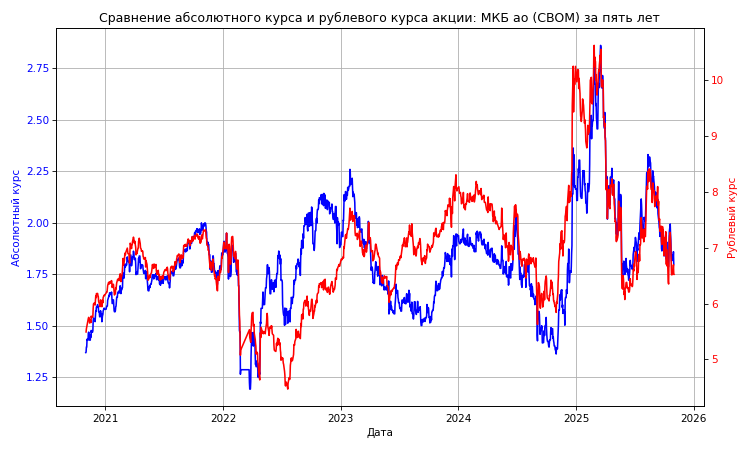 Сравнение абсолютного курса и рублевого курса акции: МКБ ао (CBOM) за пять лет
Абсолютный курс
2.75
2.50
2.25
2.00
1.75
1.50
1.25
10
9
8
7
6
5
Рублевый курс
2021 2022 2023 2024 2025 2026
Дата